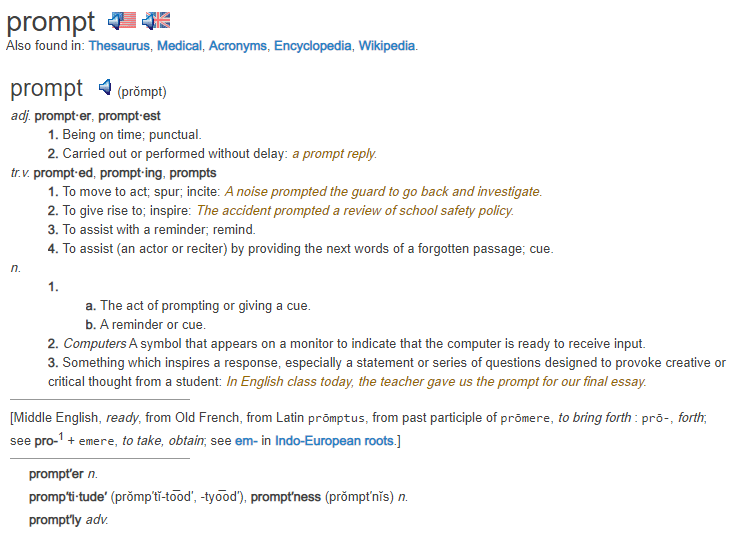 prompt
Also found in: Thesaurus, Medical, Acronyms, Encyclopedia, Wikipedia.
prompt (prŏmpt)
adj. prompt·er, prompt·est
1. Being on time; punctual.
2. Carried out or performed without delay: a prompt reply.
tr.v. prompt·ed, prompt·ing, prompts
1. To move to act; spur; incite: A noise prompted the guard to go back and investigate.
2. To give rise to; inspire: The accident prompted a review of school safety policy.
3. To assist with a reminder; remind.
4. To assist (an actor or reciter) by providing the next words of a forgotten passage; cue.
n.
1.
a. The act of prompting or giving a cue.
b. A reminder or cue.
2. Computers A symbol that appears on a monitor to indicate that the computer is ready to receive input.
3. Something which inspires a response, especially a statement or series of questions designed to provoke creative or
critical thought from a student: In English class today, the teacher gave us the prompt for our final essay.
[Middle English, ready, from Old French, from Latin prōmptus, from past participle of prōmere, to bring forth : prō-, forth;
see pro-¹ + emere, to take, obtain; see em- in Indo-European roots.]
prompt′er n.
promp′ti·tude′ (prŏmp′tĭ-to͞od′, -tyo͞od′), prompt′ness (prŏmpt′nĭs) n.
prompt′ly adv.